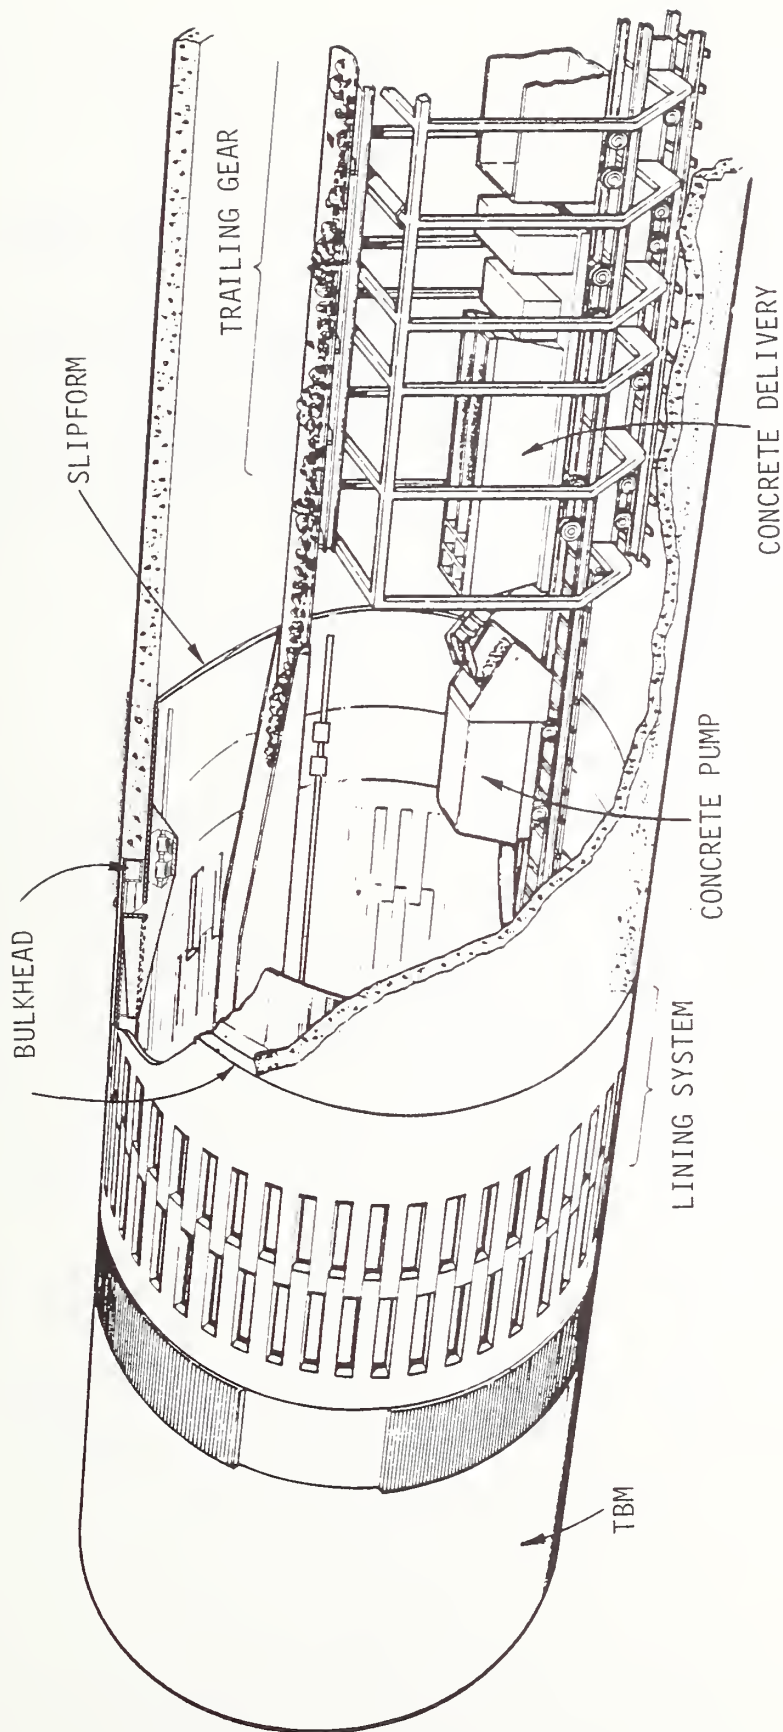 TRAILING GEAR
SLIPFORM
BULKHEAD
CONCRETE DELIVERY
CONCRETE PUMP
LINING SYSTEM
TBM